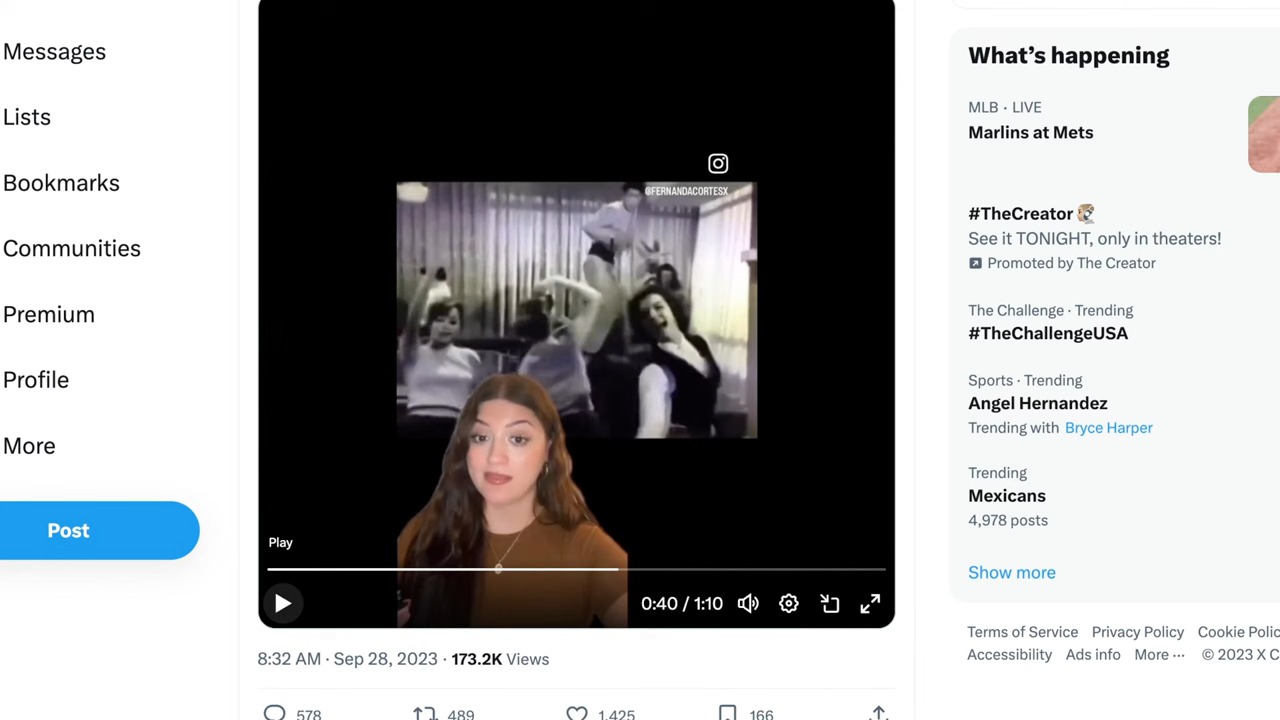 Messages
Lists
Bookmarks
Communities
Premium
Profile
More
Post
@FERNANDACORTESX
Play
0:40 / 1:10
8:32 AM · Sep 28, 2023 · 173.2K Views
578 489 1,425 166
What's happening
MLB · LIVE
Marlins at Mets
#TheCreator
See it TONIGHT, only in theaters!
Promoted by The Creator
The Challenge · Trending
#TheChallengeUSA
Sports · Trending
Angel Hernandez
Trending with Bryce Harper
Trending
Mexicans
4,978 posts
Show more
Terms of Service Privacy Policy Cookie Polic
Accessibility Ads info More ··· © 2023 X C